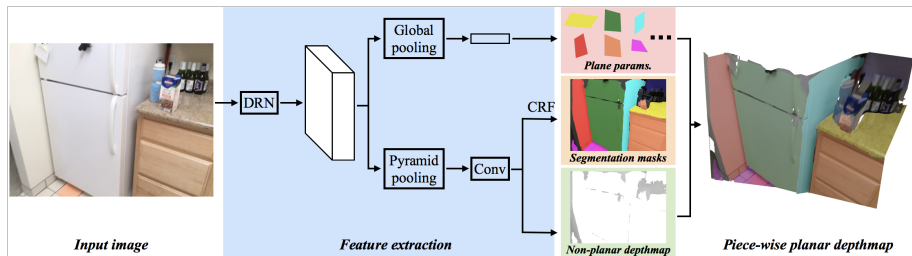 Global
pooling
Plane params.
DRN
CRF
Pyramid
pooling
Conv
Segmentation masks
Non-planar depthmap
Input image
Feature extraction
Piece-wise planar depthmap